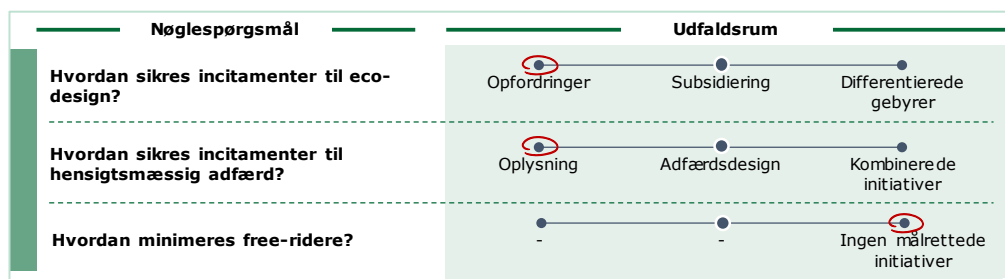 Nøglespørgsmål
Udfaldsrum
Hvordan sikres incitamenter til eco-
design?
Opfordringer
Subsidiering
Differentierede
gebyrer
Hvordan sikres incitamenter til
hensigtsmæssig adfærd?
Oplysning
Adfærdsdesign
Kombinerede
initiativer
Hvordan minimeres free-ridere?
-
-
Ingen målrettede
initiativer